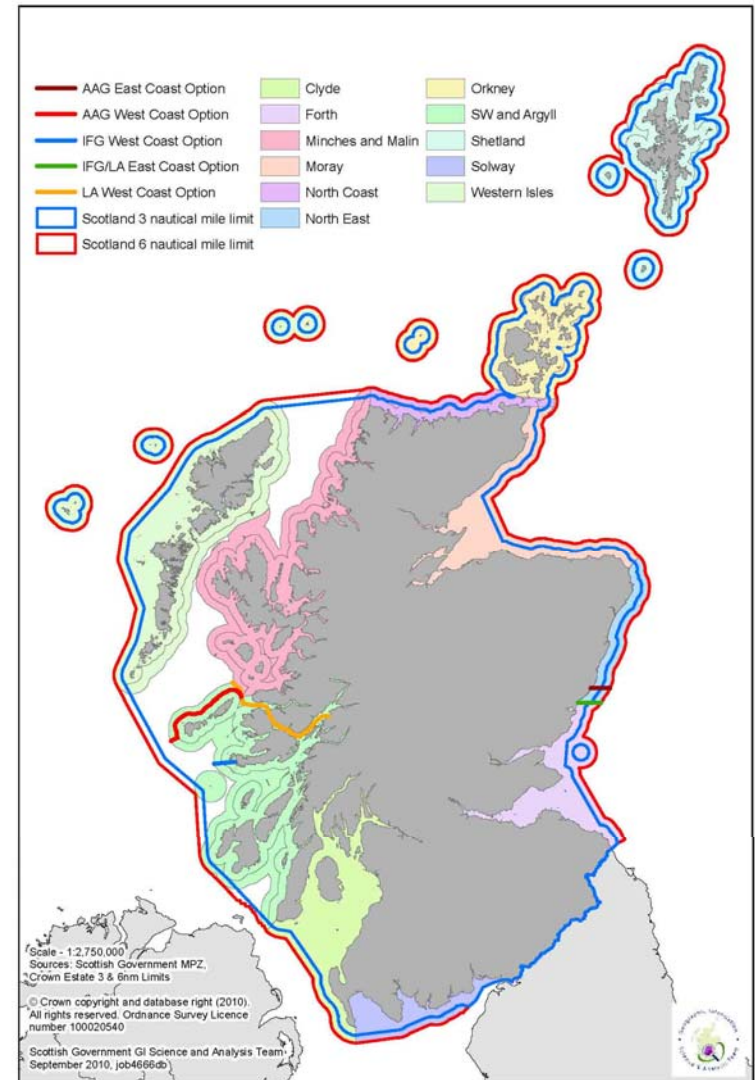 AAG East Coast Option
AAG West Coast Option
IFG West Coast Option
IFG/LA East Coast Option
LA West Coast Option
Scotland 3 nautical mile limit
Scotland 6 nautical mile limit
Clyde
Forth
Minches and Malin
Moray
North Coast
North East
Orkney
SW and Argyll
Shetland
Solway
Western Isles
Scale - 1:2,750,000
Sources: Scottish Government MPZ,
Crown Estate 3 & 6nm Limits
© Crown copyright and database right (2010).
All rights reserved. Ordnance Survey Licence
number 100020540
Scottish Government GI Science and Analysis Team
September 2010, job4666db